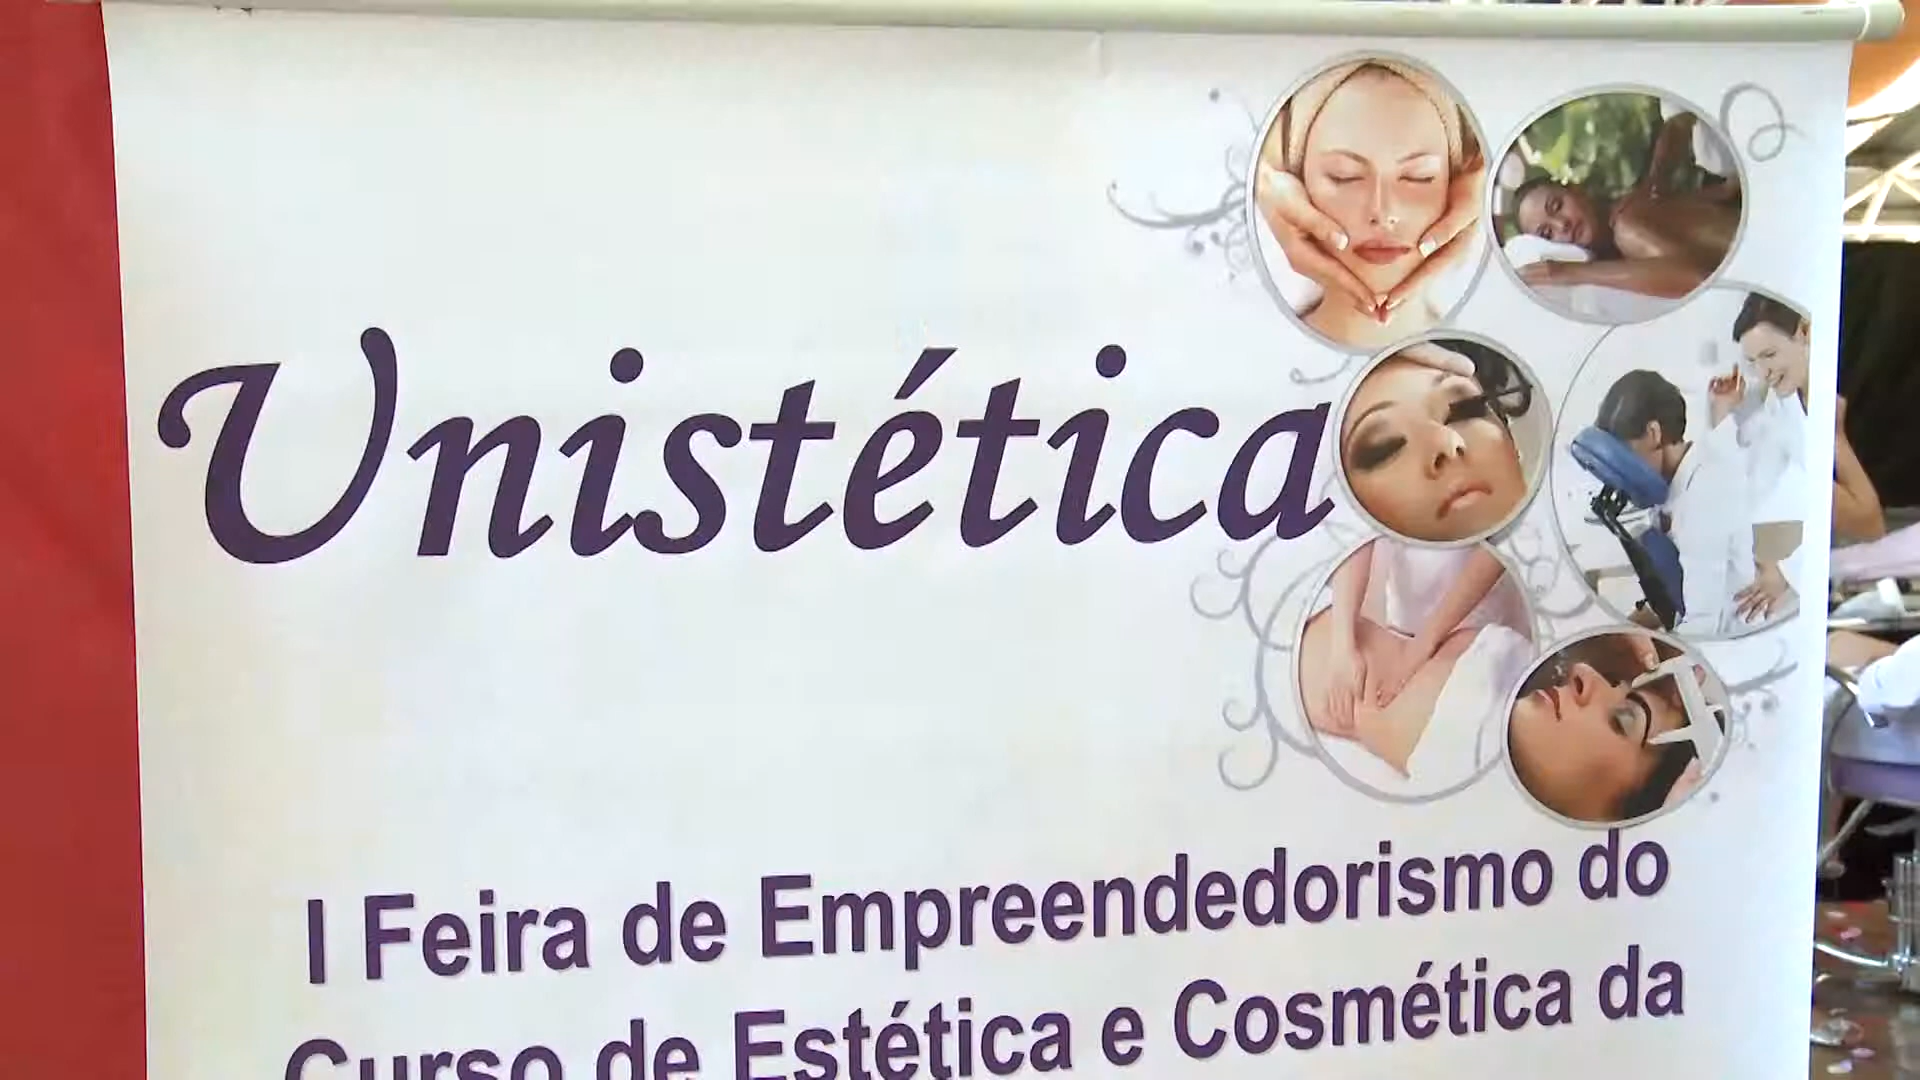 Unistética
I Feira de Empreendedorismo do
Curso de Estética e Cosmética da